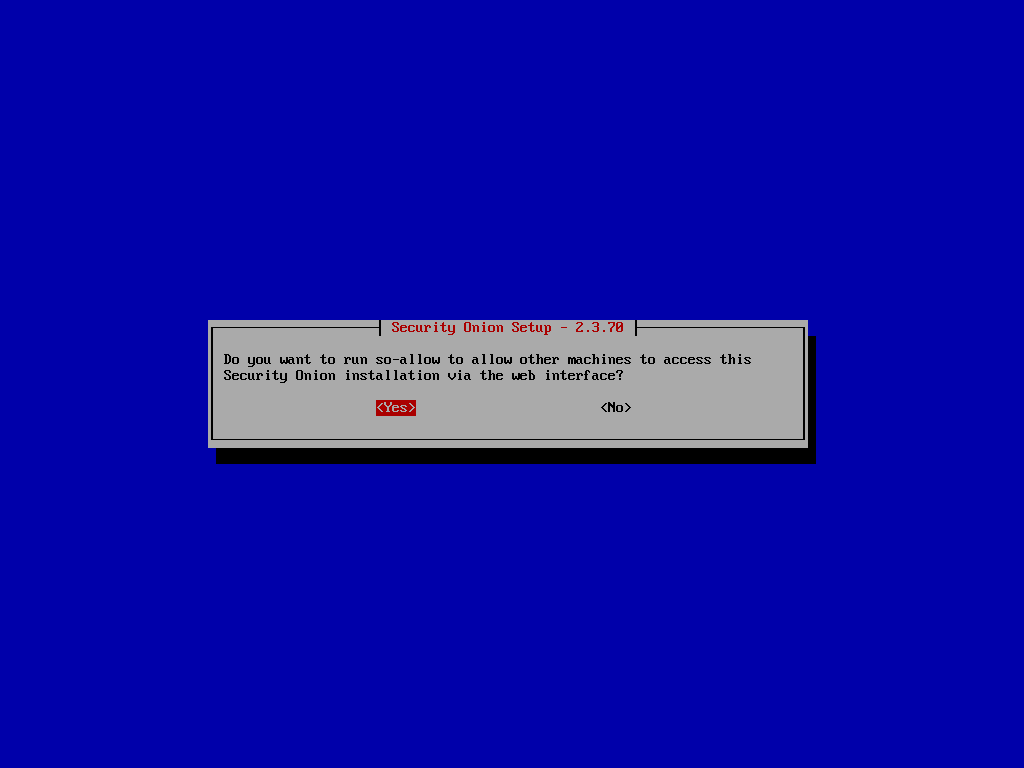 Security Onion Setup - 2.3.70
Do you want to run so-allow to allow other machines to access this
Security Onion installation via the web interface?
<Yes> <No>